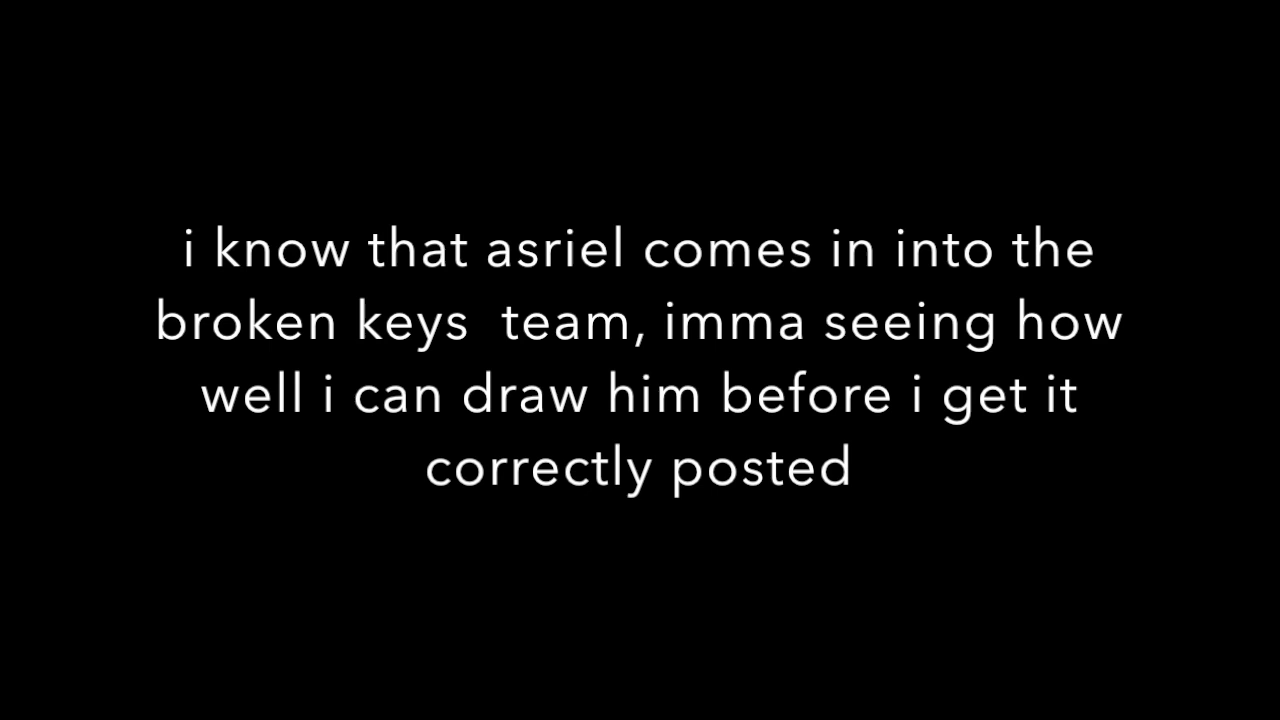 i know that asriel comes in into the
broken keys  team, imma seeing how
well i can draw him before i get it
correctly posted